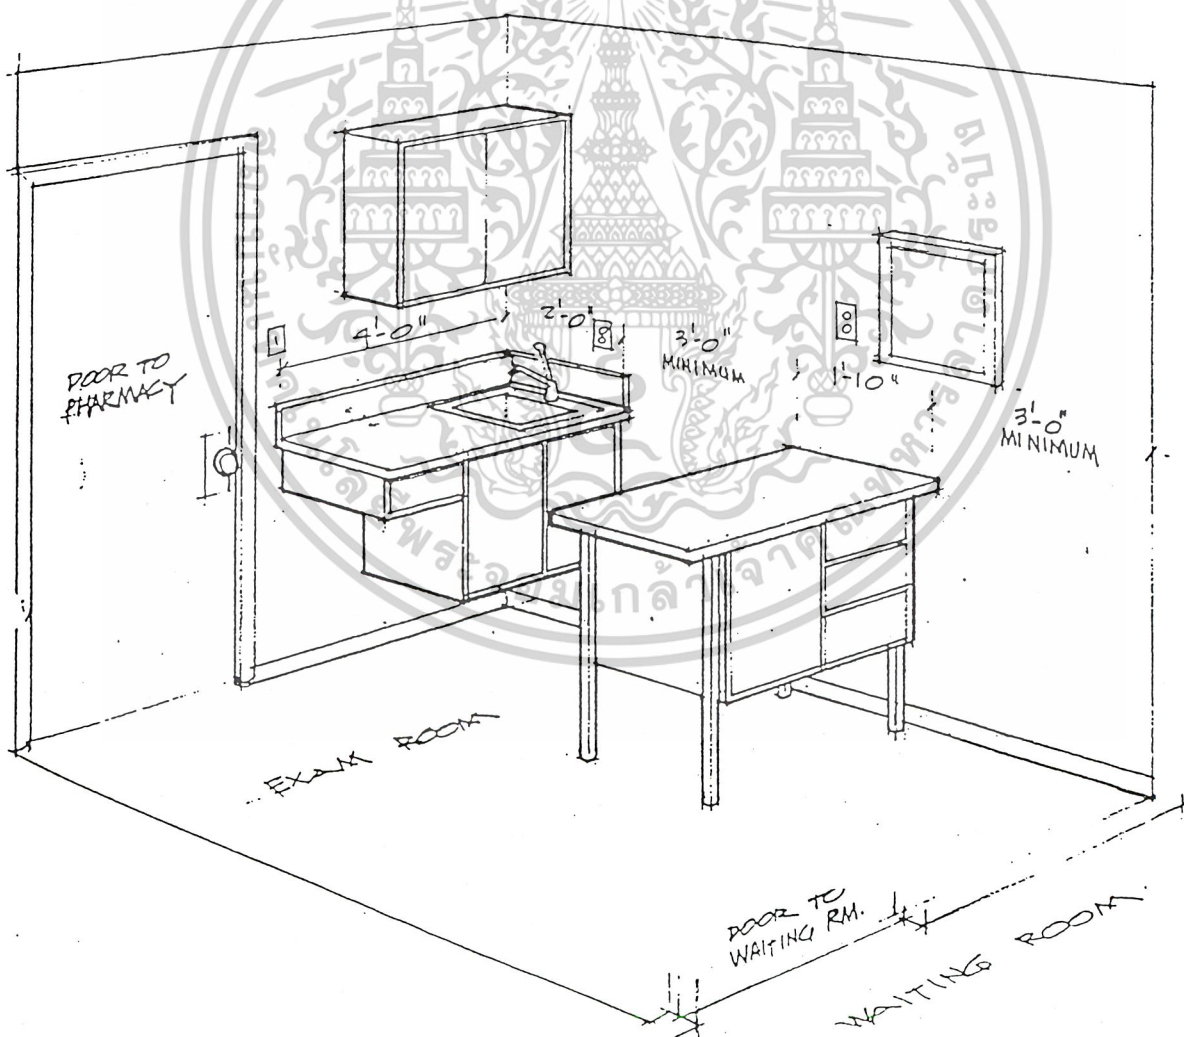 4'-0"
2'-0"
3'-0"
MINIMUM
1'-10"
3'-0"
MINIMUM
DOOR TO
PHARMACY
EXAM ROOM
DOOR TO
WAITING RM.
WAITING ROOM